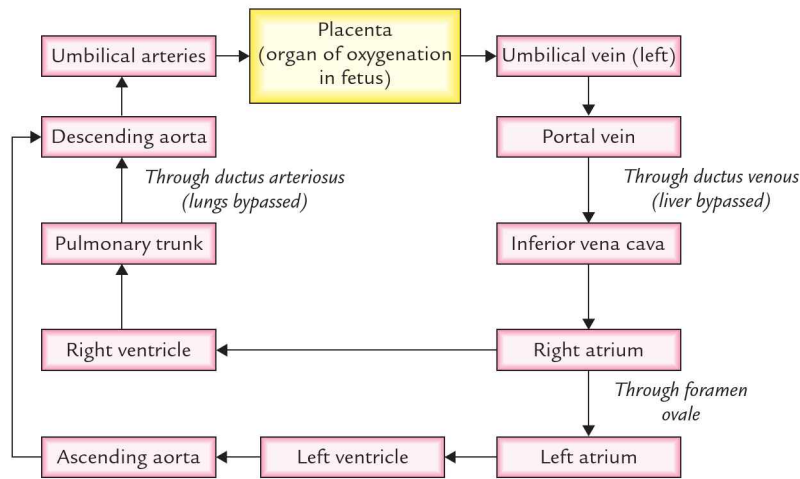 Placenta
(organ of oxygenation
in fetus)
Umbilical arteries
Umbilical vein (left)
Descending aorta
Portal vein
Through ductus arteriosus
(lungs bypassed)
Through ductus venous
(liver bypassed)
Pulmonary trunk
Inferior vena cava
Right ventricle
Right atrium
Through foramen
ovale
Ascending aorta
Left ventricle
Left atrium